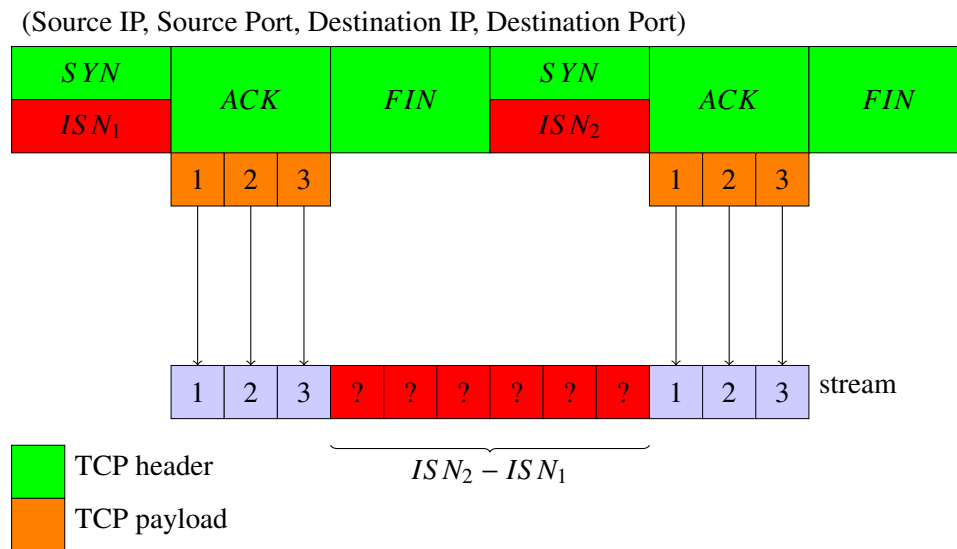 (Source IP, Source Port, Destination IP, Destination Port)
SYN ACK FIN SYN ACK FIN
ISN₁ ISN₂
1 2 3 1 2 3
1 2 3 ? ? ? ? ? ? 1 2 3 stream
ISN₂ − ISN₁
TCP header
TCP payload